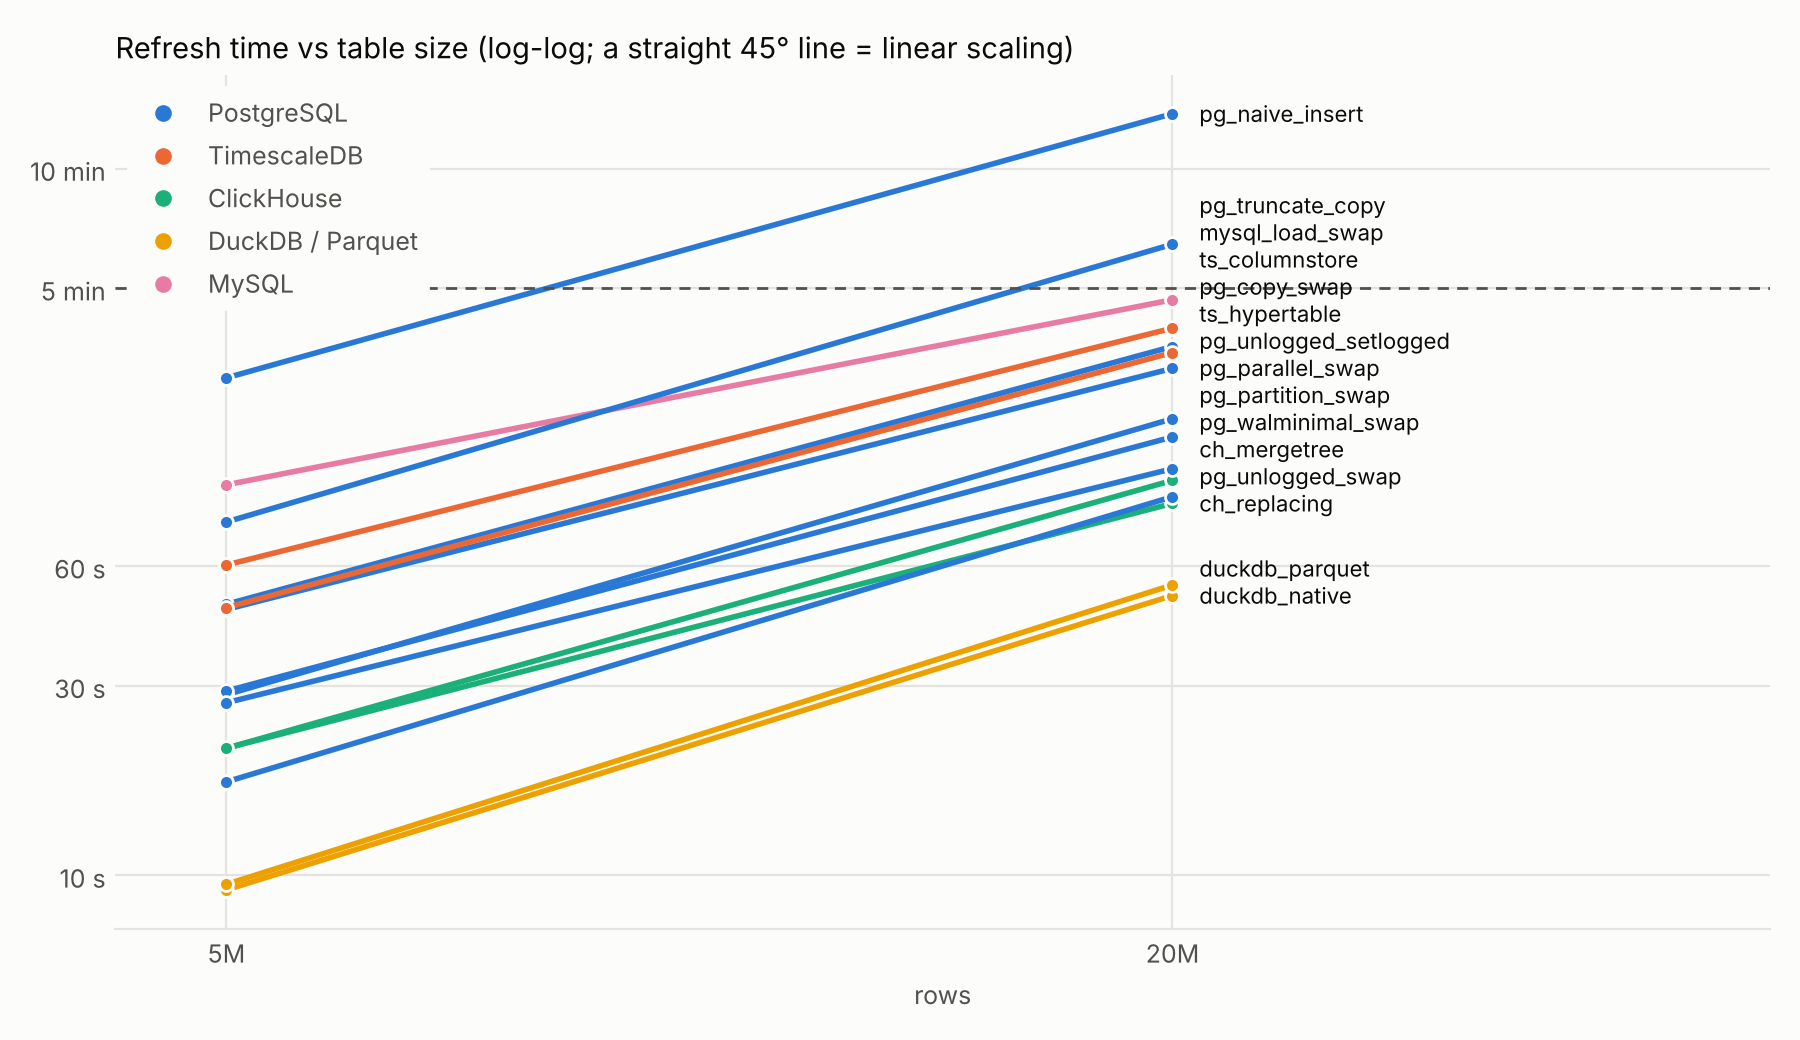 Refresh time vs table size (log-log; a straight 45° line = linear scaling)
PostgreSQL
TimescaleDB
ClickHouse
DuckDB / Parquet
MySQL
10 min
5 min
60 s
30 s
10 s
pg_naive_insert
pg_truncate_copy
mysql_load_swap
ts_columnstore
pg_copy_swap
ts_hypertable
pg_unlogged_setlogged
pg_parallel_swap
pg_partition_swap
pg_walminimal_swap
ch_mergetree
pg_unlogged_swap
ch_replacing
duckdb_parquet
duckdb_native
5M
20M
rows